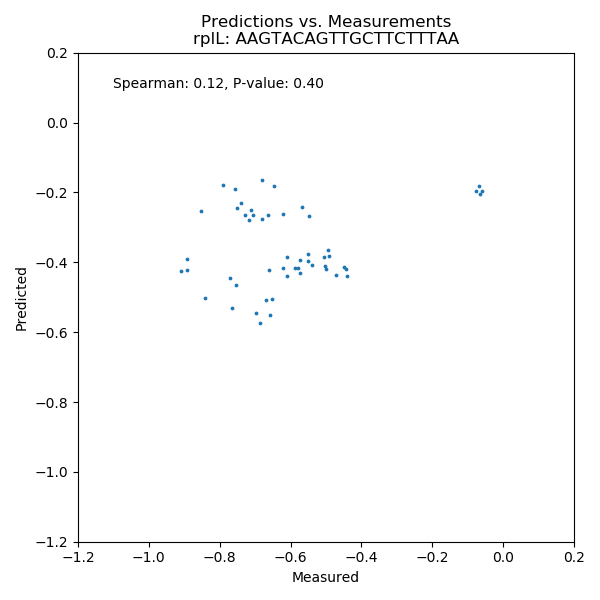 Predictions vs. Measurements
rplL: AAGTACAGTTGCTTCTTTAA
0.2
Spearman: 0.12, P-value: 0.40
0.0
−0.2
−0.4
−0.6
−0.8
−1.0
−1.2
Predicted
−1.2 −1.0 −0.8 −0.6 −0.4 −0.2 0.0 0.2
Measured